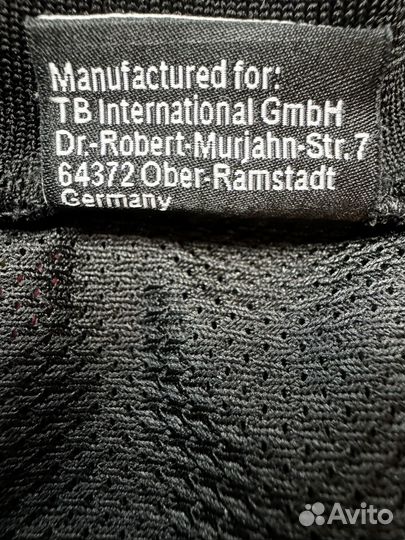 Manufactured for:
TB International GmbH
Dr.-Robert-Murjahn-Str. 7
64372 Ober-Ramstadt
Germany
Avito